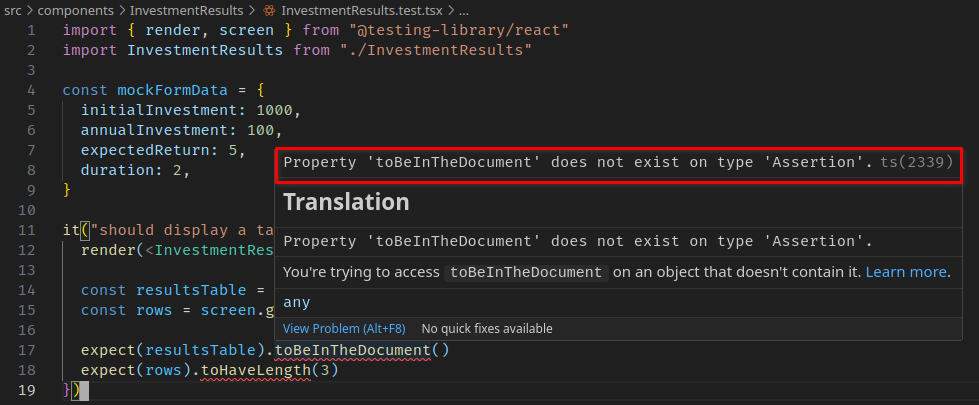 src > components > InvestmentResults > InvestmentResults.test.tsx > ...
1 import { render, screen } from "@testing-library/react"
2 import InvestmentResults from "./InvestmentResults"
3
4 const mockFormData = {
5 initialInvestment: 1000,
6 annualInvestment: 100,
7 expectedReturn: 5,
8 duration: 2,
9 }
10
11 it("should display a ta
12 render(<InvestmentRes
13
14 const resultsTable =
15 const rows = screen.g
16
17 expect(resultsTable).toBeInTheDocument()
18 expect(rows).toHaveLength(3)
19 })
Property 'toBeInTheDocument' does not exist on type 'Assertion'. ts(2339)
Translation
Property 'toBeInTheDocument' does not exist on type 'Assertion'.
You're trying to access toBeInTheDocument on an object that doesn't contain it. Learn more.
any
View Problem (Alt+F8) No quick fixes available